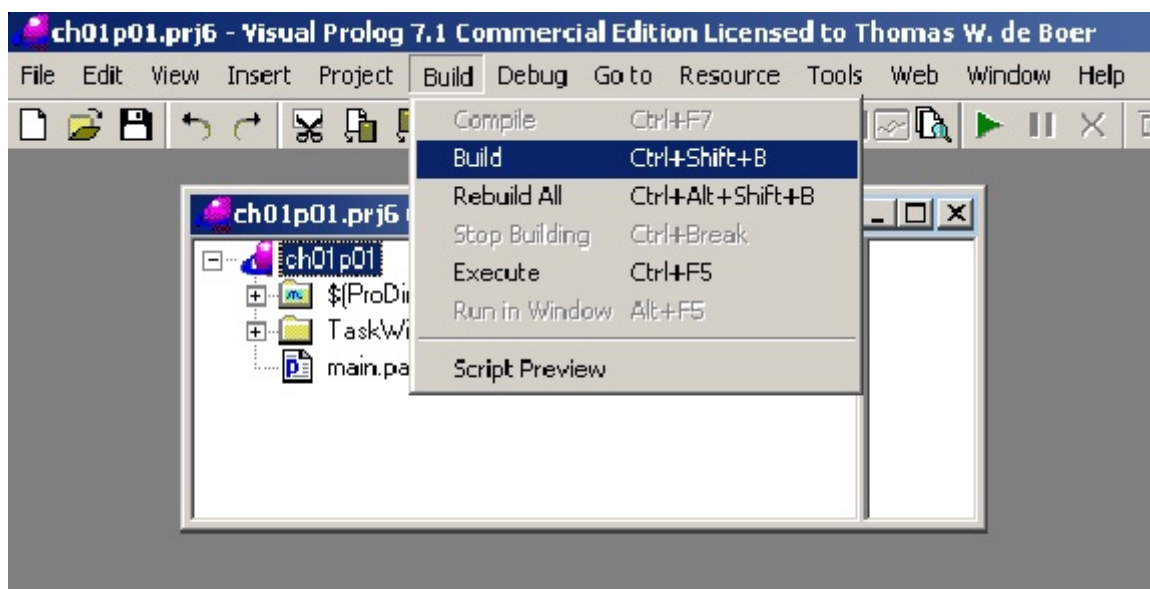 ch01p01.prj6 - Visual Prolog 7.1 Commercial Edition Licensed to Thomas W. de Boer
File Edit View Insert Project Build Debug Go to Resource Tools Web Window Help
Compile Ctrl+F7
Build Ctrl+Shift+B
Rebuild All Ctrl+Alt+Shift+B
Stop Building Ctrl+Break
Execute Ctrl+F5
Run in Window Alt+F5
Script Preview
ch01p01.prj6
ch01p01
$(ProDi
TaskWi
main.pa